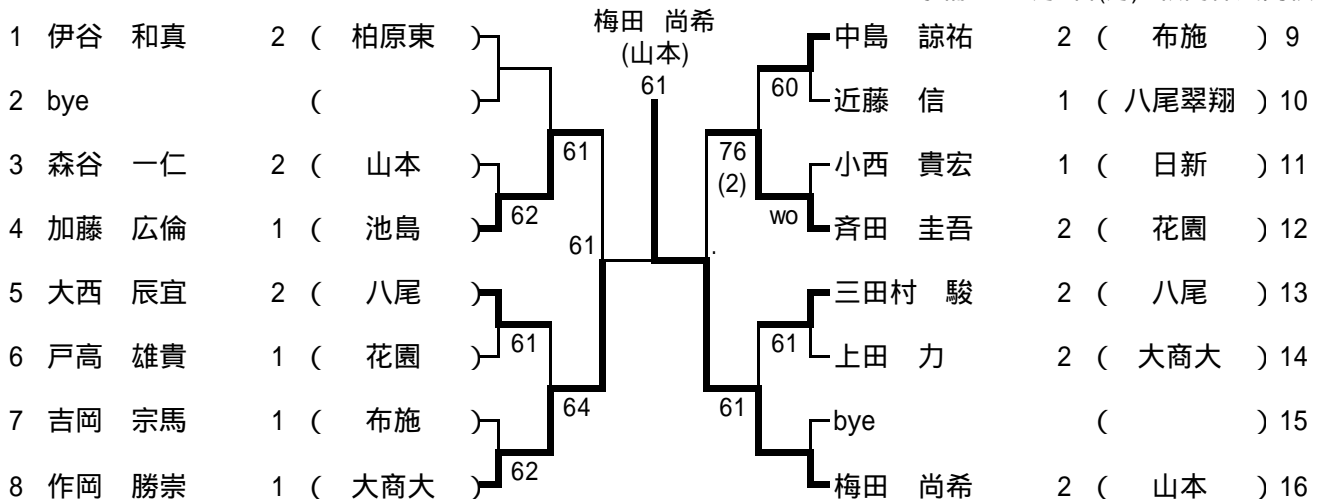 梅田 尚希
(山本)
61
1 伊谷 和真 2 ( 柏原東 )
2 bye ( )
3 森谷 一仁 2 ( 山本 )
4 加藤 広倫 1 ( 池島 )
5 大西 辰宜 2 ( 八尾 )
6 戸高 雄貴 1 ( 花園 )
7 吉岡 宗馬 1 ( 布施 )
8 作岡 勝崇 1 ( 大商大 )
61
62
61
61
64
62
中島 諒祐 2 ( 布施 ) 9
近藤 信 1 ( 八尾翠翔 ) 10
小西 貴宏 1 ( 日新 ) 11
斉田 圭吾 2 ( 花園 ) 12
三田村 駿 2 ( 八尾 ) 13
上田 力 2 ( 大商大 ) 14
bye ( ) 15
梅田 尚希 2 ( 山本 ) 16
60
76
(2)
wo
.
61
61